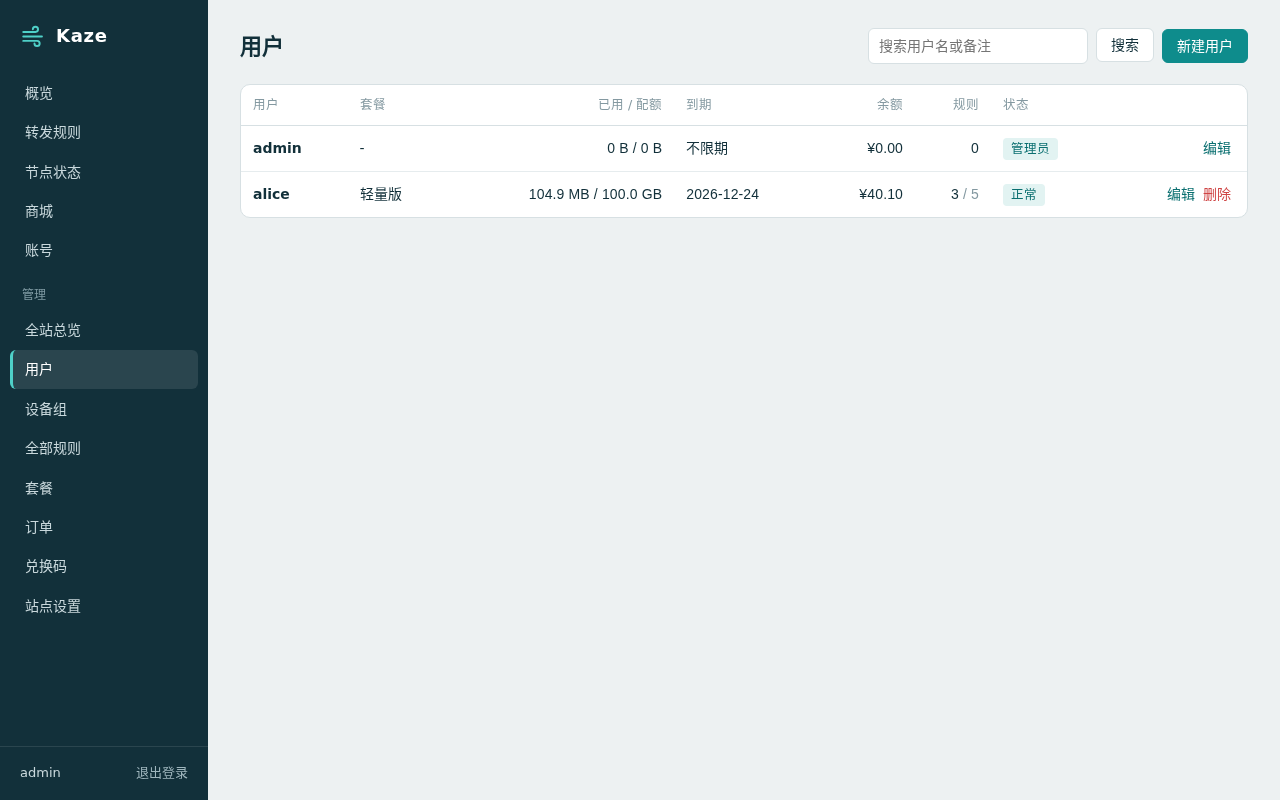 Kaze
概览
转发规则
节点状态
商城
账号
管理
全站总览
用户
设备组
全部规则
套餐
订单
兑换码
站点设置
admin 退出登录
用户 搜索用户名或备注 搜索 新建用户
用户 套餐 已用 / 配额 到期 余额 规则 状态
admin - 0 B / 0 B 不限期 ¥0.00 0 管理员 编辑
alice 轻量版 104.9 MB / 100.0 GB 2026-12-24 ¥40.10 3 / 5 正常 编辑 删除